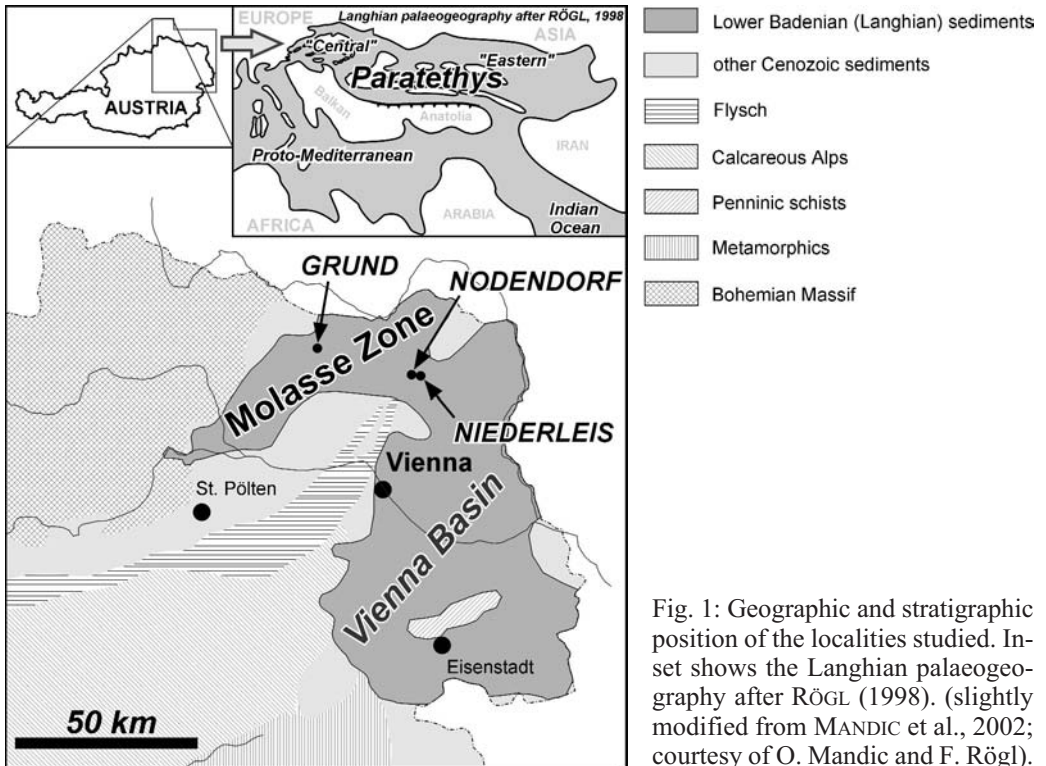 EUROPE
Langhian palaeogeography after RÖGL, 1998
ASIA
"Central"
"Eastern"
Paratethys
Balkan
Anatolia
IRAN
Proto-Mediterranean
AFRICA
ARABIA
Indian
Ocean
AUSTRIA
GRUND
NODENDORF
Molasse Zone
NIEDERLEIS
Vienna
St. Pölten
Vienna Basin
Eisenstadt
50 km
Lower Badenian (Langhian) sediments
other Cenozoic sediments
Flysch
Calcareous Alps
Penninic schists
Metamorphics
Bohemian Massif
Fig. 1: Geographic and stratigraphic
position of the localities studied. In-
set shows the Langhian palaeogeo-
graphy after RÖGL (1998). (slightly
modified from MANDIC et al., 2002;
courtesy of O. Mandic and F. Rögl).